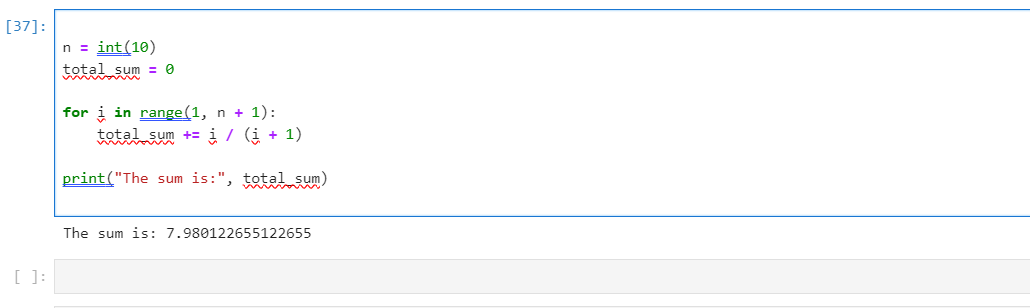 [37]:
n = int(10)
total_sum = 0
for i in range(1, n + 1):
    total_sum += i / (i + 1)
print("The sum is:", total_sum)
The sum is: 7.980122655122655
[ ]: